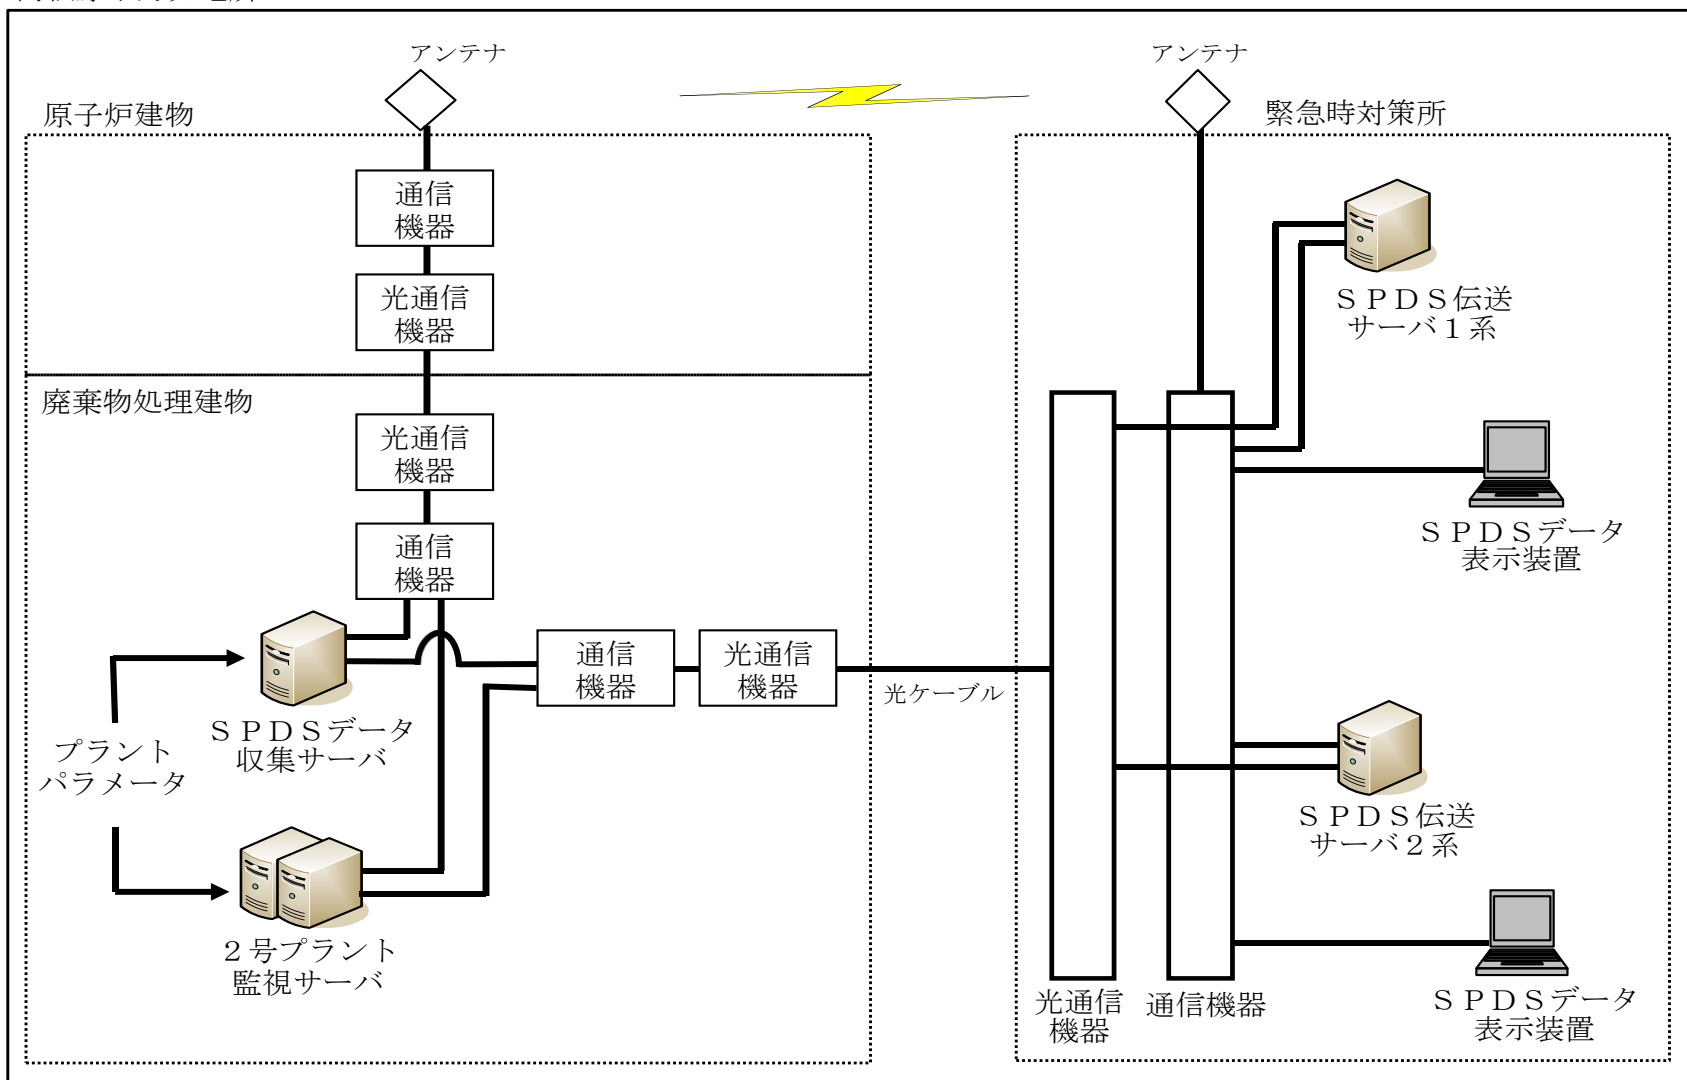 アンテナ
アンテナ
原子炉建物
緊急時対策所
通信
機器
光通信
機器
ＳＰＤＳ伝送
サーバ１系
廃棄物処理建物
光通信
機器
通信
機器
ＳＰＤＳデータ
表示装置
通信
機器
光通信
機器
光ケーブル
ＳＰＤＳデータ
収集サーバ
プラント
パラメータ
ＳＰＤＳ伝送
サーバ２系
２号プラント
監視サーバ
光通信
機器
通信機器
ＳＰＤＳデータ
表示装置